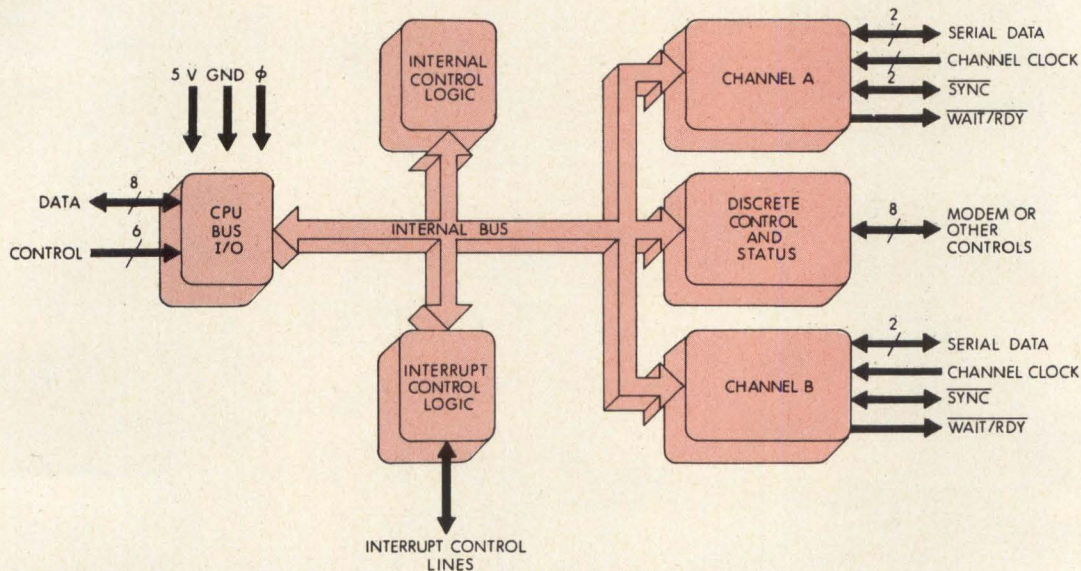 5 V GND ϕ
DATA
8
CONTROL
6
CPU
BUS
I/O
INTERNAL
CONTROL
LOGIC
INTERNAL BUS
INTERRUPT
CONTROL
LOGIC
INTERRUPT CONTROL
LINES
CHANNEL A
2
SERIAL DATA
CHANNEL CLOCK
2
SYNC
WAIT/RDY
DISCRETE
CONTROL
AND
STATUS
8
MODEM OR
OTHER
CONTROLS
CHANNEL B
2
SERIAL DATA
CHANNEL CLOCK
SYNC
WAIT/RDY